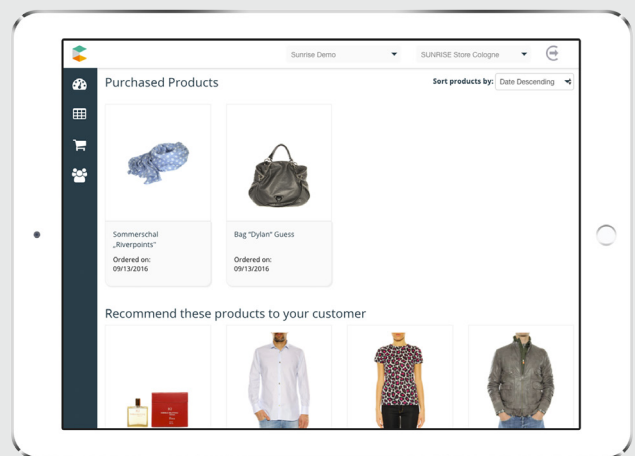 Sunrise Demo
SUNRISE Store Cologne
Purchased Products
Sort products by: Date Descending
Sommerschal
„Riverpoints“
Ordered on:
09/13/2016
Bag “Dylan“ Guess
Ordered on:
09/13/2016
Recommend these products to your customer